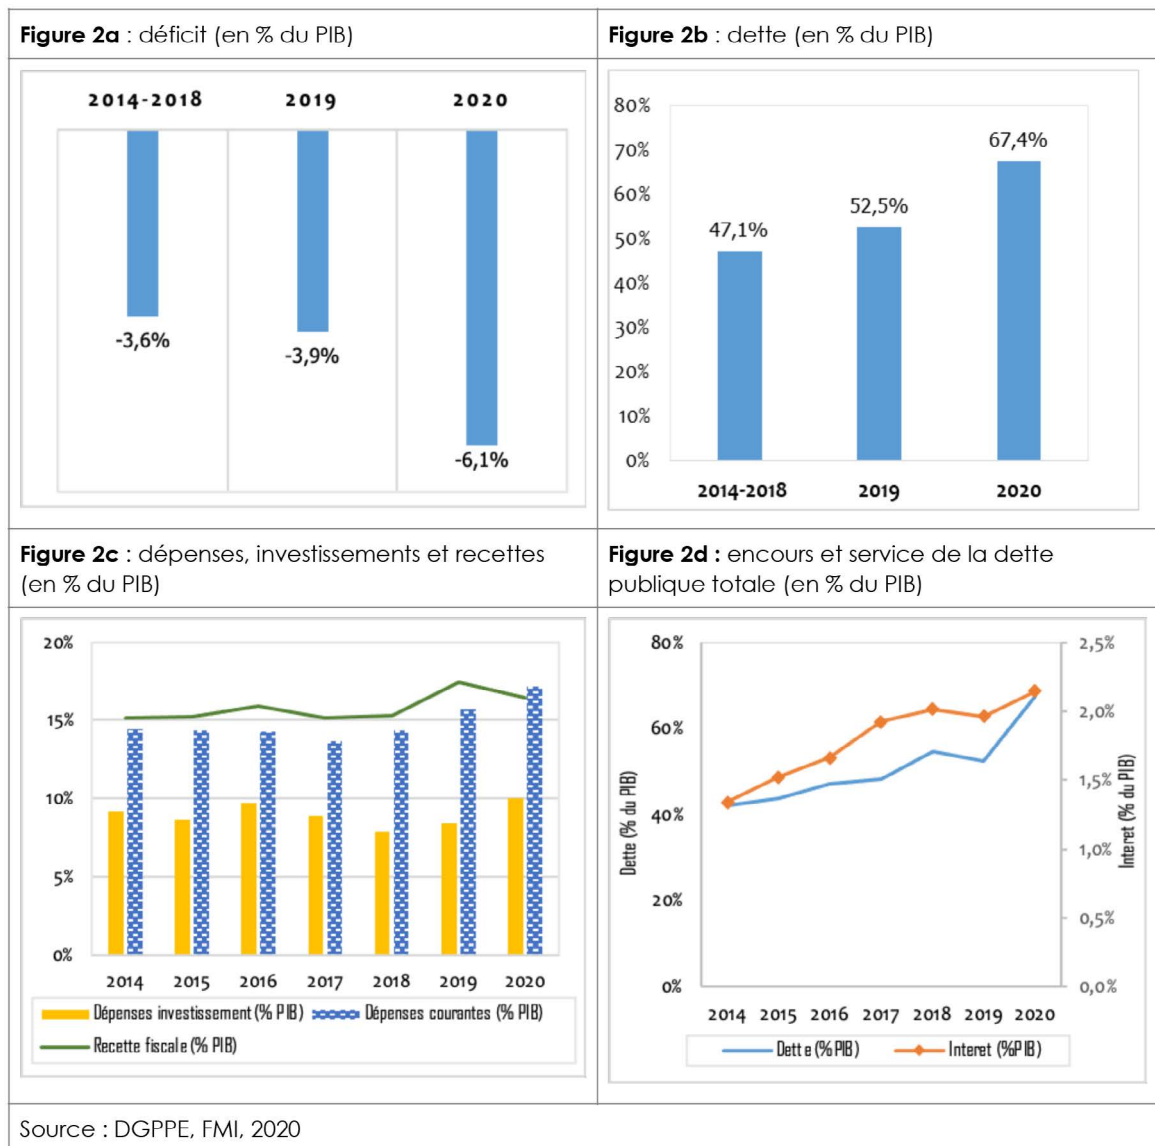 Figure 2a : déficit (en % du PIB)
2014-2018
2019
2020
-3,6%
-3,9%
-6,1%
Figure 2b : dette (en % du PIB)
80%
70%
60%
50%
40%
30%
20%
10%
0%
47,1%
52,5%
67,4%
2014-2018
2019
2020
Figure 2c : dépenses, investissements et recettes
(en % du PIB)
20%
15%
10%
5%
0%
2014 2015 2016 2017 2018 2019 2020
Dépenses investissement (% PIB)
Dépenses courantes (% PIB)
Recette fiscale (% PIB)
Figure 2d : encours et service de la dette
publique totale (en % du PIB)
80%
60%
40%
20%
0%
Dette (% du PIB)
2,5%
2,0%
1,5%
1,0%
0,5%
0,0%
Interet (% du PIB)
2014 2015 2016 2017 2018 2019 2020
Dette (%PIB)
Interet (%PIB)
Source : DGPPE, FMI, 2020